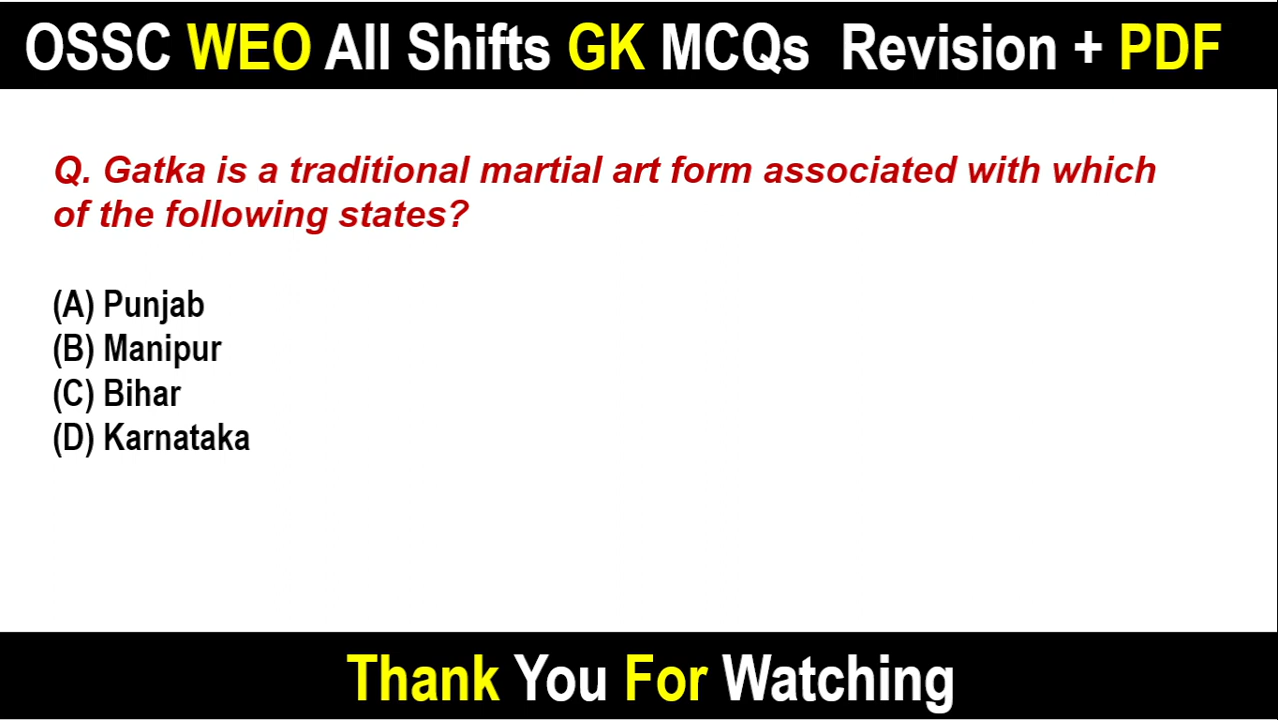 OSSC WEO All Shifts GK MCQs Revision + PDF
Q. Gatka is a traditional martial art form associated with which
of the following states?
(A) Punjab
(B) Manipur
(C) Bihar
(D) Karnataka
Thank You For Watching